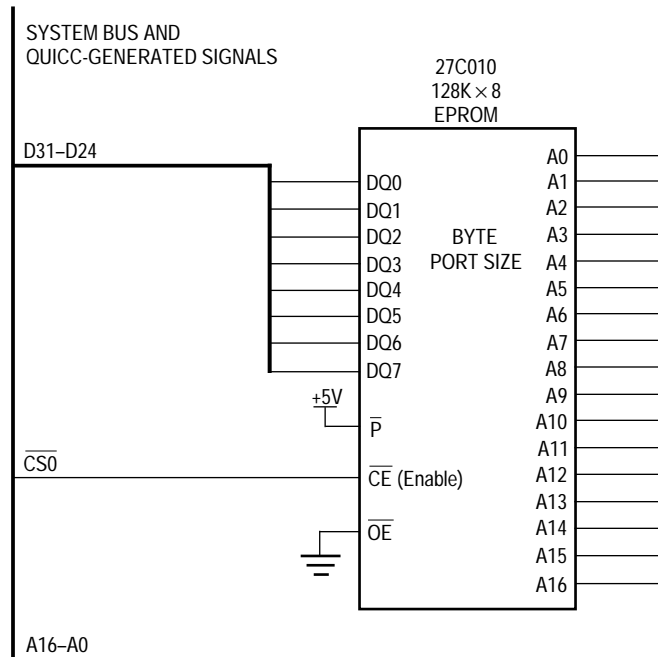 SYSTEM BUS AND
QUICC-GENERATED SIGNALS
27C010
128K × 8
EPROM
D31–D24
DQ0
DQ1
DQ2
DQ3
DQ4
DQ5
DQ6
DQ7
BYTE
PORT SIZE
A0
A1
A2
A3
A4
A5
A6
A7
A8
A9
A10
A11
A12
A13
A14
A15
A16
+5V
P
CS0
CE (Enable)
OE
A16–A0